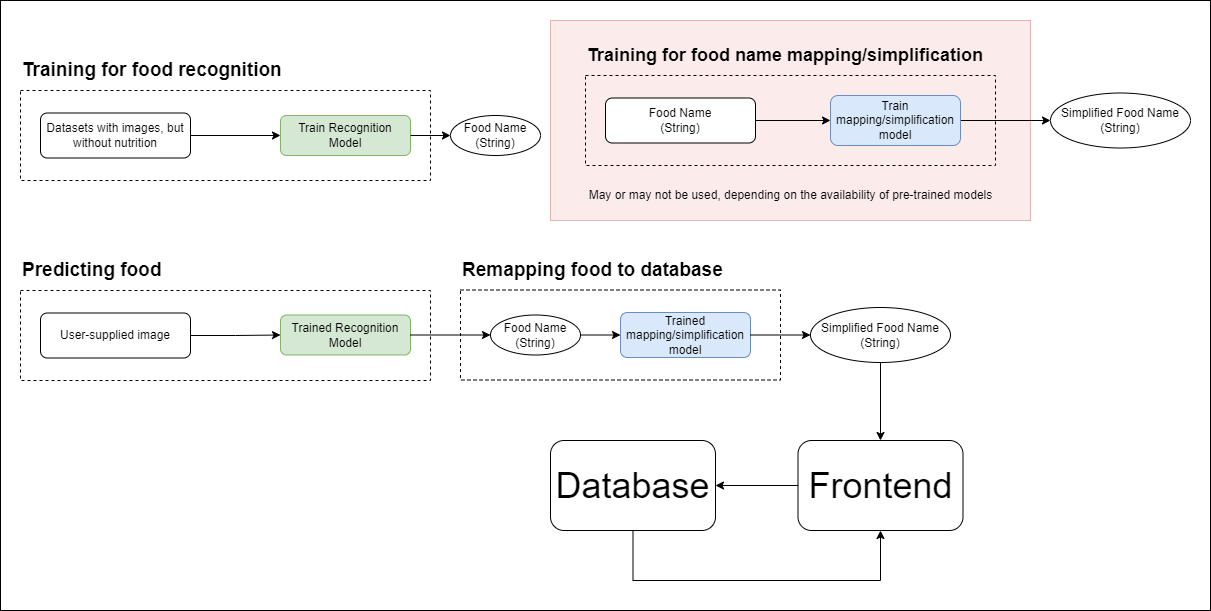 Training for food recognition
Datasets with images, but
without nutrition
Train Recognition
Model
Food Name
(String)
Training for food name mapping/simplification
Food Name
(String)
Train
mapping/simplification
model
Simplified Food Name
(String)
May or may not be used, depending on the availability of pre-trained models
Predicting food
User-supplied image
Trained Recognition
Model
Remapping food to database
Food Name
(String)
Trained
mapping/simplification
model
Simplified Food Name
(String)
Database
Frontend